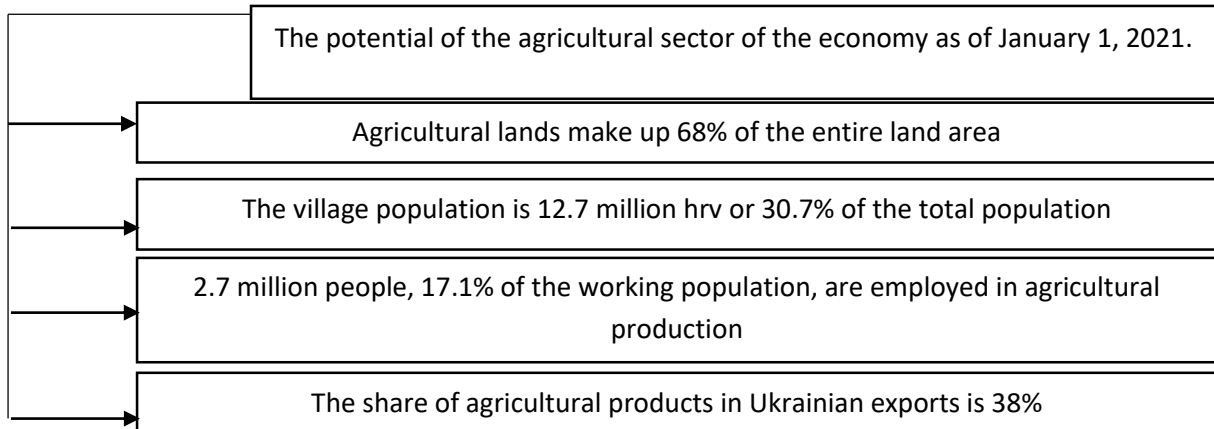 The potential of the agricultural sector of the economy as of January 1, 2021.
Agricultural lands make up 68% of the entire land area
The village population is 12.7 million hrv or 30.7% of the total population
2.7 million people, 17.1% of the working population, are employed in agricultural
production
The share of agricultural products in Ukrainian exports is 38%